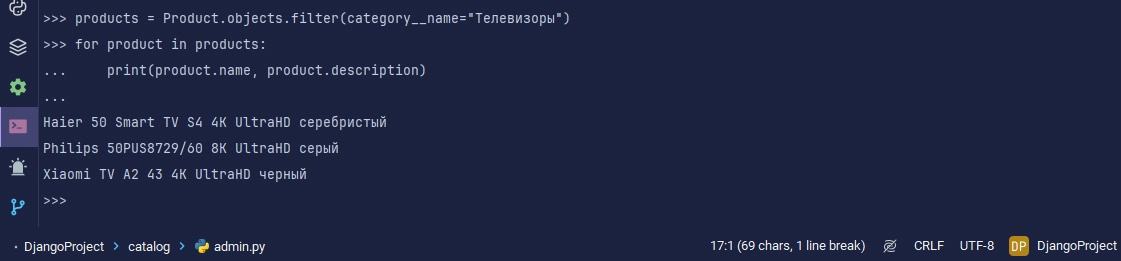 >>> products = Product.objects.filter(category__name="Телевизоры")
>>> for product in products:
...     print(product.name, product.description)
...
Haier 50 Smart TV S4 4K UltraHD серебристый
Philips 50PUS8729/60 8K UltraHD серый
Xiaomi TV A2 43 4K UltraHD черный
>>>
DjangoProject > catalog > admin.py 17:1 (69 chars, 1 line break) CRLF UTF-8 DP DjangoProject